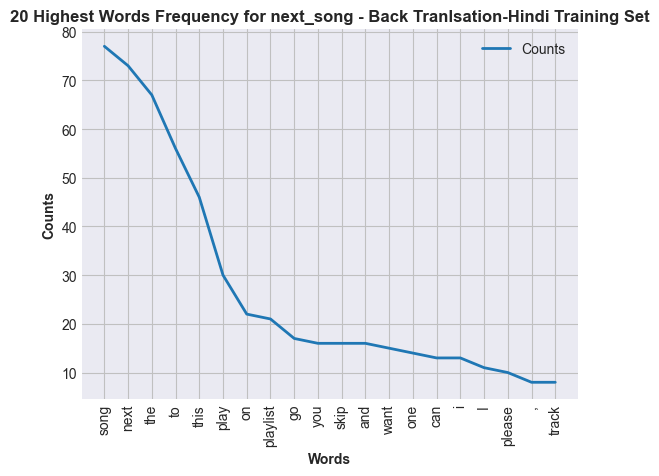 20 Highest Words Frequency for next_song - Back Tranlsation-Hindi Training Set
80
70
60
50
40
30
20
10
Counts
Counts
song
next
the
to
this
play
on
playlist
go
you
skip
and
want
one
can
i
I
please
,
track
Words